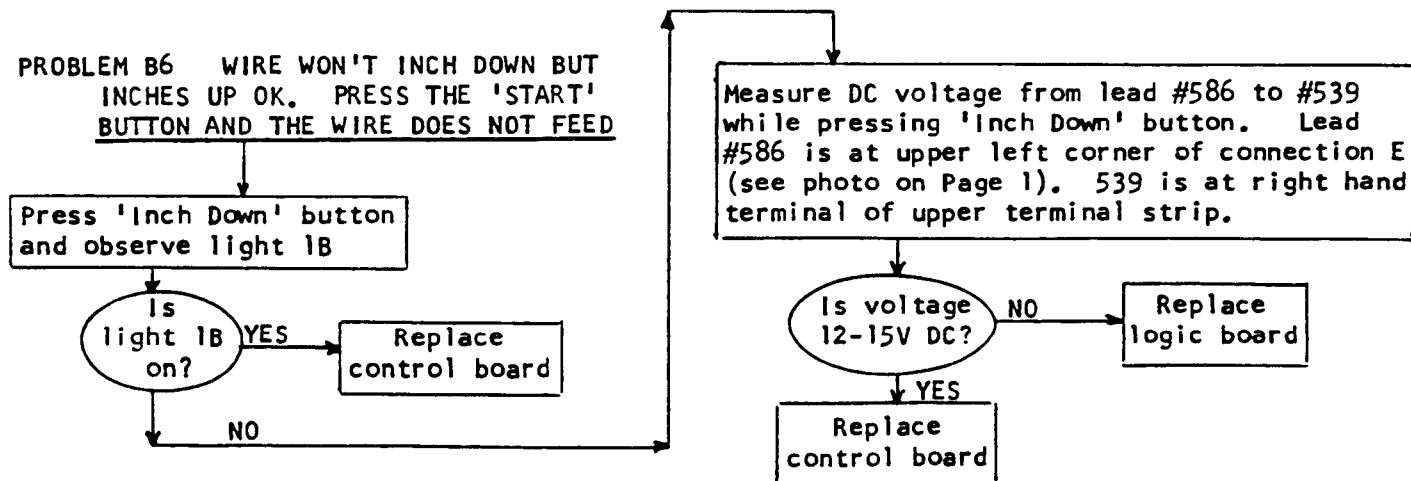 PROBLEM B6 WIRE WON'T INCH DOWN BUT
INCHES UP OK. PRESS THE 'START'
BUTTON AND THE WIRE DOES NOT FEED
Press 'Inch Down' button
and observe light 1B
Is
light 1B
on?
YES
Replace
control board
NO
Measure DC voltage from lead #586 to #539
while pressing 'Inch Down' button. Lead
#586 is at upper left corner of connection E
(see photo on Page 1). 539 is at right hand
terminal of upper terminal strip.
Is voltage
12-15V DC?
NO
Replace
logic board
YES
Replace
control board